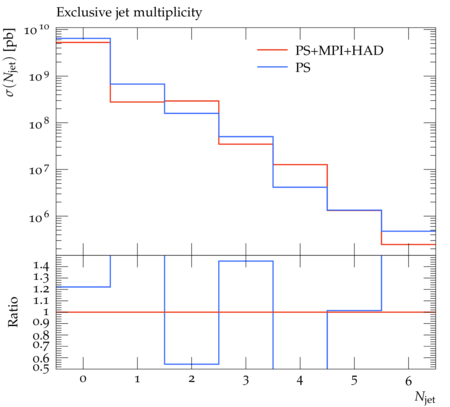 Exclusive jet multiplicity
σ(N_jet) [pb]
10^10
10^9
10^8
10^7
10^6
PS+MPI+HAD
PS
Ratio
1.4
1.3
1.2
1.1
1
0.9
0.8
0.7
0.6
0.5
0 1 2 3 4 5 6
N_jet